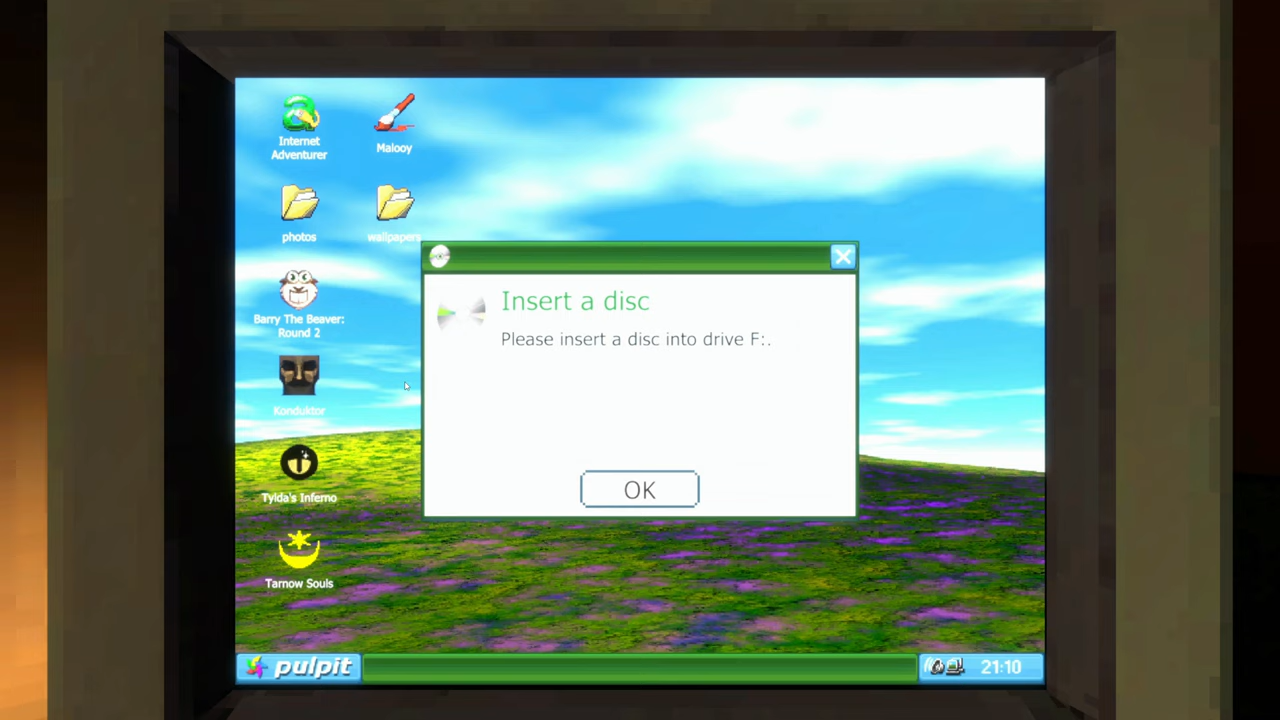 Internet
Adventurer
Malooy
photos
wallpapers
Barry The Beaver:
Round 2
Konduktor
Tylda's Inferno
Tarnow Souls
Insert a disc
Please insert a disc into drive F:.
OK
pulpit
21:10